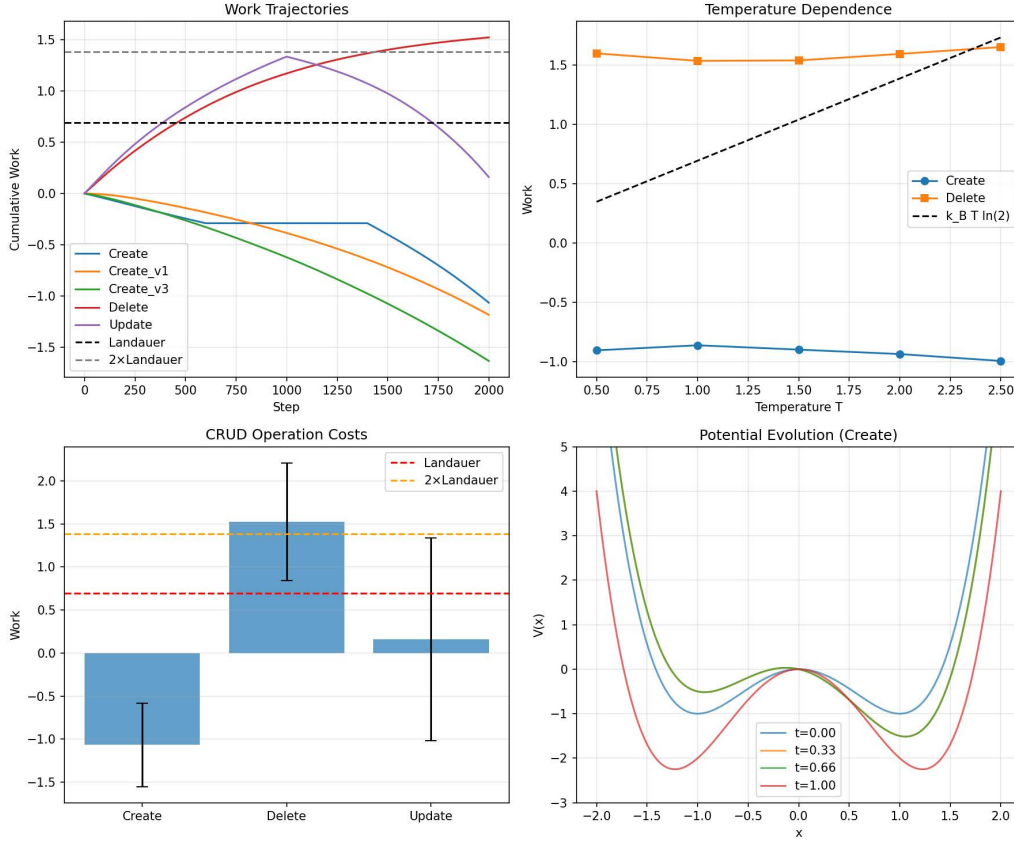 Work Trajectories
1.5
1.0
0.5
0.0
−0.5
−1.0
−1.5
Cumulative Work
Create
Create_v1
Create_v3
Delete
Update
Landauer
2×Landauer
0 250 500 750 1000 1250 1500 1750 2000
Step
Temperature Dependence
1.5
1.0
0.5
0.0
−0.5
−1.0
Work
Create
Delete
k_B T ln(2)
0.50 0.75 1.00 1.25 1.50 1.75 2.00 2.25 2.50
Temperature T
CRUD Operation Costs
Landauer
2×Landauer
2.0
1.5
1.0
0.5
0.0
−0.5
−1.0
−1.5
Work
Create Delete Update
Potential Evolution (Create)
5
4
3
2
1
0
−1
−2
−3
V(x)
t=0.00
t=0.33
t=0.66
t=1.00
−2.0 −1.5 −1.0 −0.5 0.0 0.5 1.0 1.5 2.0
x